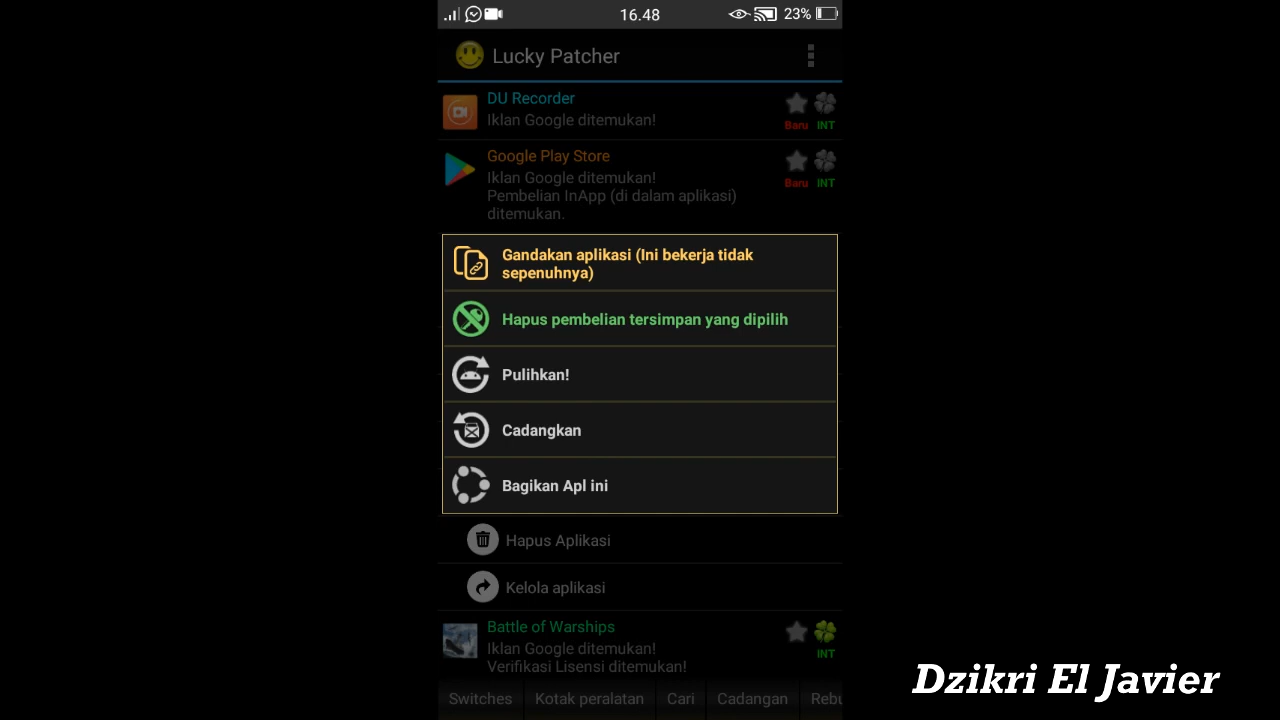 16.48
23%
Lucky Patcher
DU Recorder
Iklan Google ditemukan!
Baru INT
Google Play Store
Iklan Google ditemukan!
Pembelian InApp (di dalam aplikasi)
ditemukan.
Baru INT
Gandakan aplikasi (Ini bekerja tidak
sepenuhnya)
Hapus pembelian tersimpan yang dipilih
Pulihkan!
Cadangkan
Bagikan Apl ini
Hapus Aplikasi
Kelola aplikasi
Battle of Warships
Iklan Google ditemukan!
Verifikasi Lisensi ditemukan!
INT
Switches Kotak peralatan Cari Cadangan Rebu
Dzikri El Javier